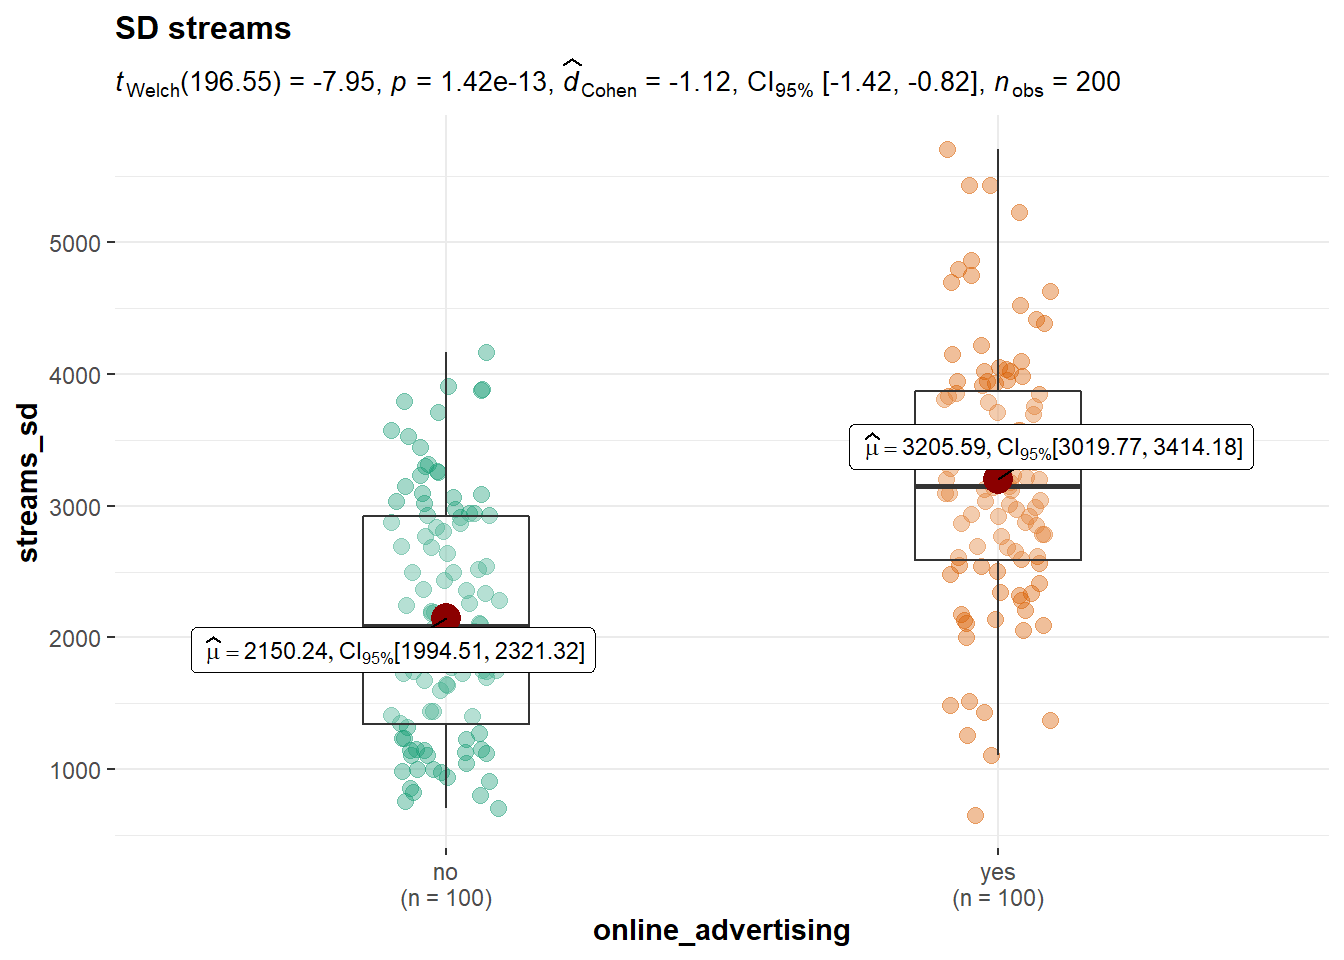 SD streams
t Welch(196.55) = -7.95, p = 1.42e-13, d̂ Cohen = -1.12, CI95% [-1.42, -0.82], n obs = 200
streams_sd
5000
4000
3000
2000
1000
μ̂ = 3205.59, CI95%[3019.77, 3414.18]
μ̂ = 2150.24, CI95%[1994.51, 2321.32]
no
(n = 100)
yes
(n = 100)
online_advertising